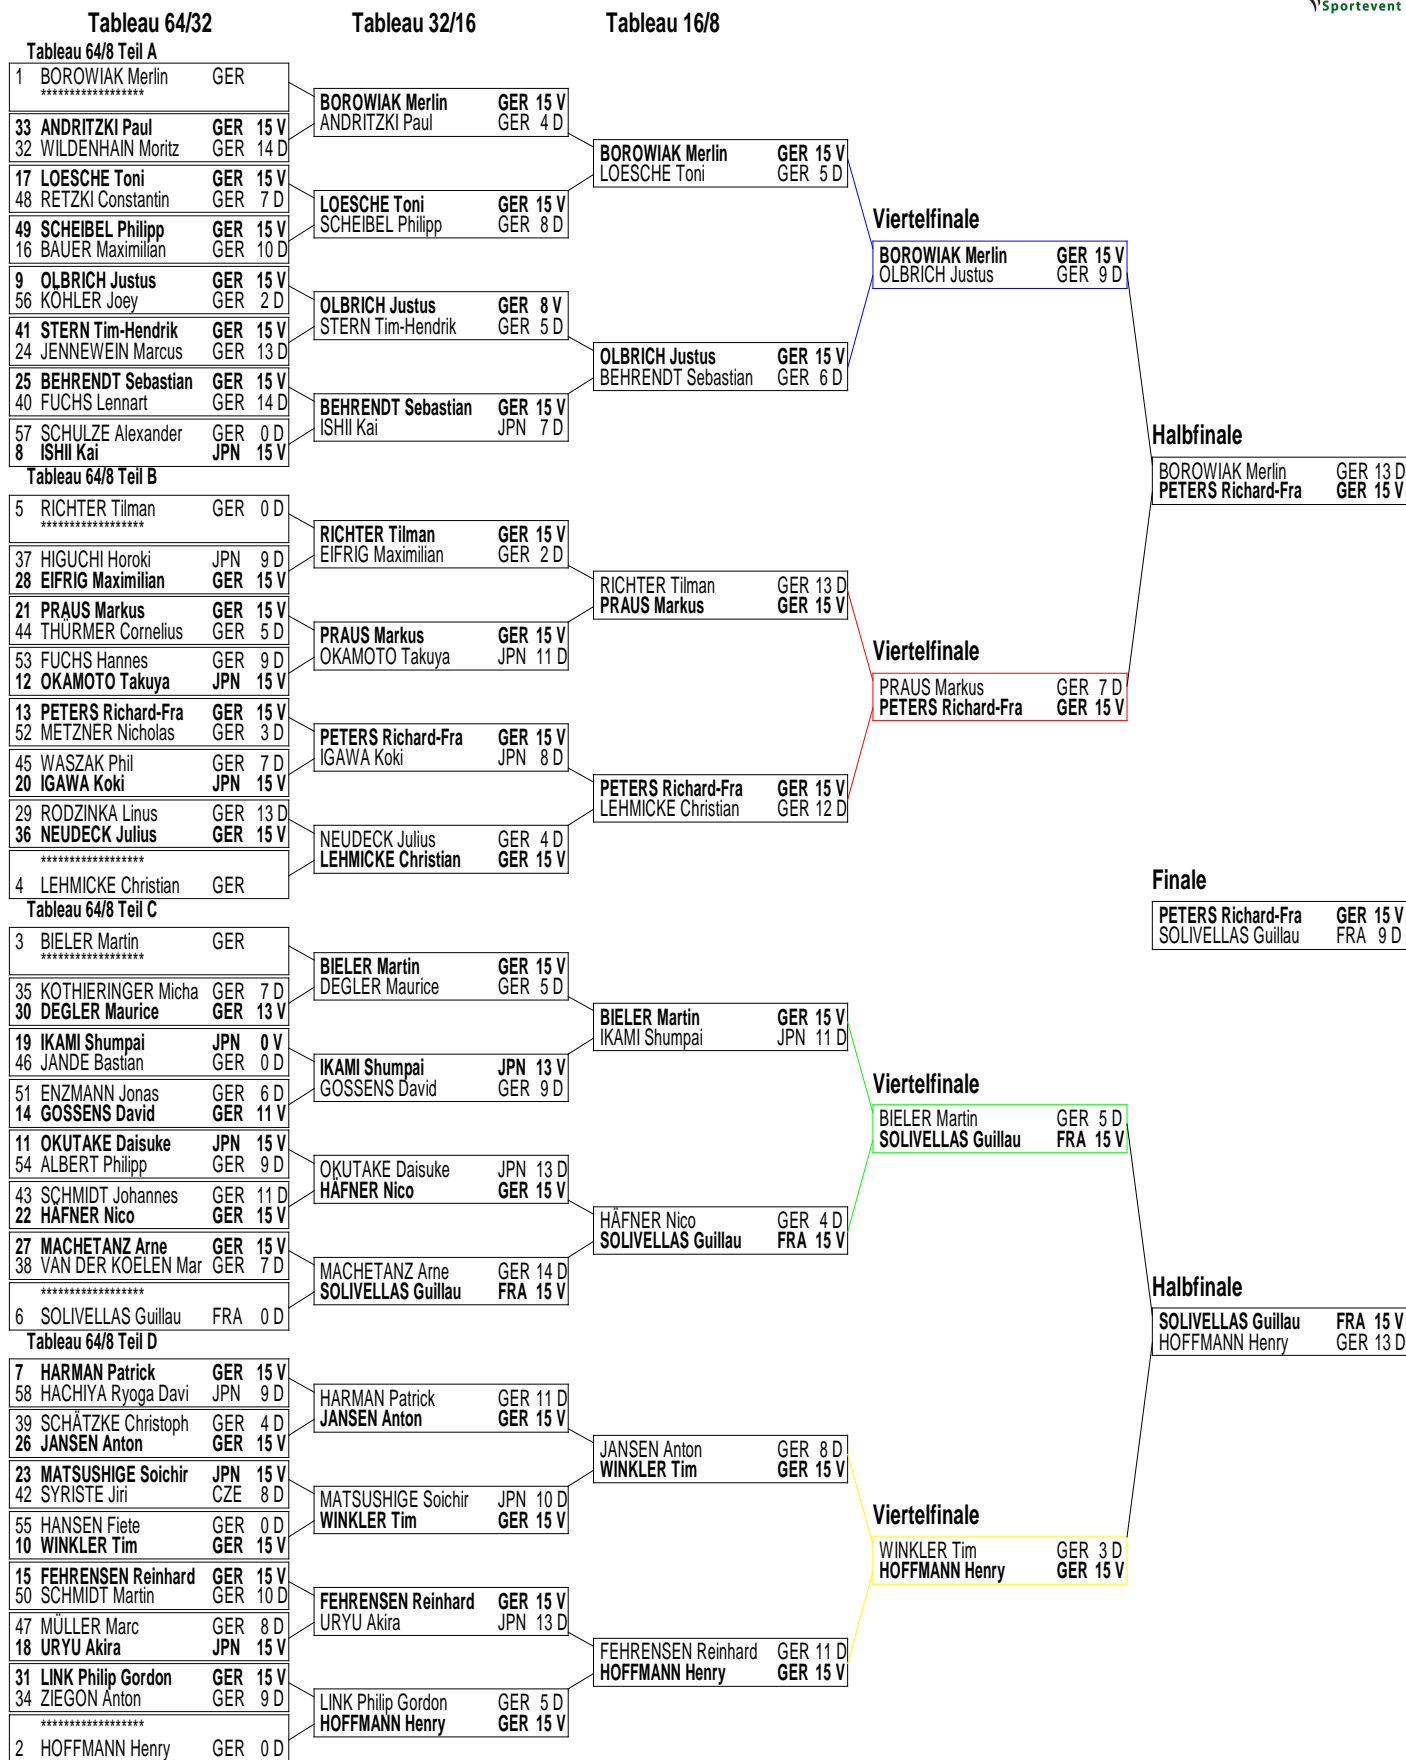 Sportevent
Tableau 64/32 Tableau 32/16 Tableau 16/8
Tableau 64/8 Teil A
1 BOROWIAK Merlin GER
******************
33 ANDRITZKI Paul GER 15 V
32 WILDENHAIN Moritz GER 14 D
17 LOESCHE Toni GER 15 V
48 RETZKI Constantin GER 7 D
49 SCHEIBEL Philipp GER 15 V
16 BAUER Maximilian GER 10 D
9 OLBRICH Justus GER 15 V
56 KÖHLER Joey GER 2 D
41 STERN Tim-Hendrik GER 15 V
24 JENNEWEIN Marcus GER 13 D
25 BEHRENDT Sebastian GER 15 V
40 FUCHS Lennart GER 14 D
57 SCHULZE Alexander GER 0 D
8 ISHII Kai JPN 15 V
Tableau 64/8 Teil B
5 RICHTER Tilman GER 0 D
******************
37 HIGUCHI Horoki JPN 9 D
28 EIFRIG Maximilian GER 15 V
21 PRAUS Markus GER 15 V
44 THÜRMER Cornelius GER 5 D
53 FUCHS Hannes GER 9 D
12 OKAMOTO Takuya JPN 15 V
13 PETERS Richard-Fra GER 15 V
52 METZNER Nicholas GER 3 D
45 WASZAK Phil GER 7 D
20 IGAWA Koki JPN 15 V
29 RODZINKA Linus GER 13 D
36 NEUDECK Julius GER 15 V
******************
4 LEHMICKE Christian GER
Tableau 64/8 Teil C
3 BIELER Martin GER
******************
35 KOTHIERINGER Micha GER 7 D
30 DEGLER Maurice GER 13 V
19 IKAMI Shumpai JPN 0 V
46 JANDE Bastian GER 0 D
51 ENZMANN Jonas GER 6 D
14 GOSSENS David GER 11 V
11 OKUTAKE Daisuke JPN 15 V
54 ALBERT Philipp GER 9 D
43 SCHMIDT Johannes GER 11 D
22 HÄFNER Nico GER 15 V
27 MACHETANZ Arne GER 15 V
38 VAN DER KOELEN Mar GER 7 D
******************
6 SOLIVELLAS Guillau FRA 0 D
Tableau 64/8 Teil D
7 HARMAN Patrick GER 15 V
58 HACHIYA Ryoga Davi JPN 9 D
39 SCHÄTZKE Christoph GER 4 D
26 JANSEN Anton GER 15 V
23 MATSUSHIGE Soichir JPN 15 V
42 SYRISTE Jiri CZE 8 D
55 HANSEN Fiete GER 0 D
10 WINKLER Tim GER 15 V
15 FEHRENSEN Reinhard GER 15 V
50 SCHMIDT Martin GER 10 D
47 MÜLLER Marc GER 8 D
18 URYU Akira JPN 15 V
31 LINK Philip Gordon GER 15 V
34 ZIEGON Anton GER 9 D
******************
2 HOFFMANN Henry GER 0 D
BOROWIAK Merlin GER 15 V
ANDRITZKI Paul GER 4 D
LOESCHE Toni GER 15 V
SCHEIBEL Philipp GER 8 D
OLBRICH Justus GER 8 V
STERN Tim-Hendrik GER 5 D
BEHRENDT Sebastian GER 15 V
ISHII Kai JPN 7 D
RICHTER Tilman GER 15 V
EIFRIG Maximilian GER 2 D
PRAUS Markus GER 15 V
OKAMOTO Takuya JPN 11 D
PETERS Richard-Fra GER 15 V
IGAWA Koki JPN 8 D
NEUDECK Julius GER 4 D
LEHMICKE Christian GER 15 V
BIELER Martin GER 15 V
DEGLER Maurice GER 5 D
IKAMI Shumpai JPN 13 V
GOSSENS David GER 9 D
OKUTAKE Daisuke JPN 13 D
HÄFNER Nico GER 15 V
MACHETANZ Arne GER 14 D
SOLIVELLAS Guillau FRA 15 V
HARMAN Patrick GER 11 D
JANSEN Anton GER 15 V
MATSUSHIGE Soichir JPN 10 D
WINKLER Tim GER 15 V
FEHRENSEN Reinhard GER 15 V
URYU Akira JPN 13 D
LINK Philip Gordon GER 5 D
HOFFMANN Henry GER 15 V
BOROWIAK Merlin GER 15 V
LOESCHE Toni GER 5 D
OLBRICH Justus GER 15 V
BEHRENDT Sebastian GER 6 D
RICHTER Tilman GER 13 D
PRAUS Markus GER 15 V
PETERS Richard-Fra GER 15 V
LEHMICKE Christian GER 12 D
BIELER Martin GER 15 V
IKAMI Shumpai JPN 11 D
HÄFNER Nico GER 4 D
SOLIVELLAS Guillau FRA 15 V
JANSEN Anton GER 8 D
WINKLER Tim GER 15 V
FEHRENSEN Reinhard GER 11 D
HOFFMANN Henry GER 15 V
Viertelfinale
BOROWIAK Merlin GER 15 V
OLBRICH Justus GER 9 D
Viertelfinale
PRAUS Markus GER 7 D
PETERS Richard-Fra GER 15 V
Viertelfinale
BIELER Martin GER 5 D
SOLIVELLAS Guillau FRA 15 V
Viertelfinale
WINKLER Tim GER 3 D
HOFFMANN Henry GER 15 V
Halbfinale
BOROWIAK Merlin GER 13 D
PETERS Richard-Fra GER 15 V
Finale
PETERS Richard-Fra GER 15 V
SOLIVELLAS Guillau FRA 9 D
Halbfinale
SOLIVELLAS Guillau FRA 15 V
HOFFMANN Henry GER 13 D